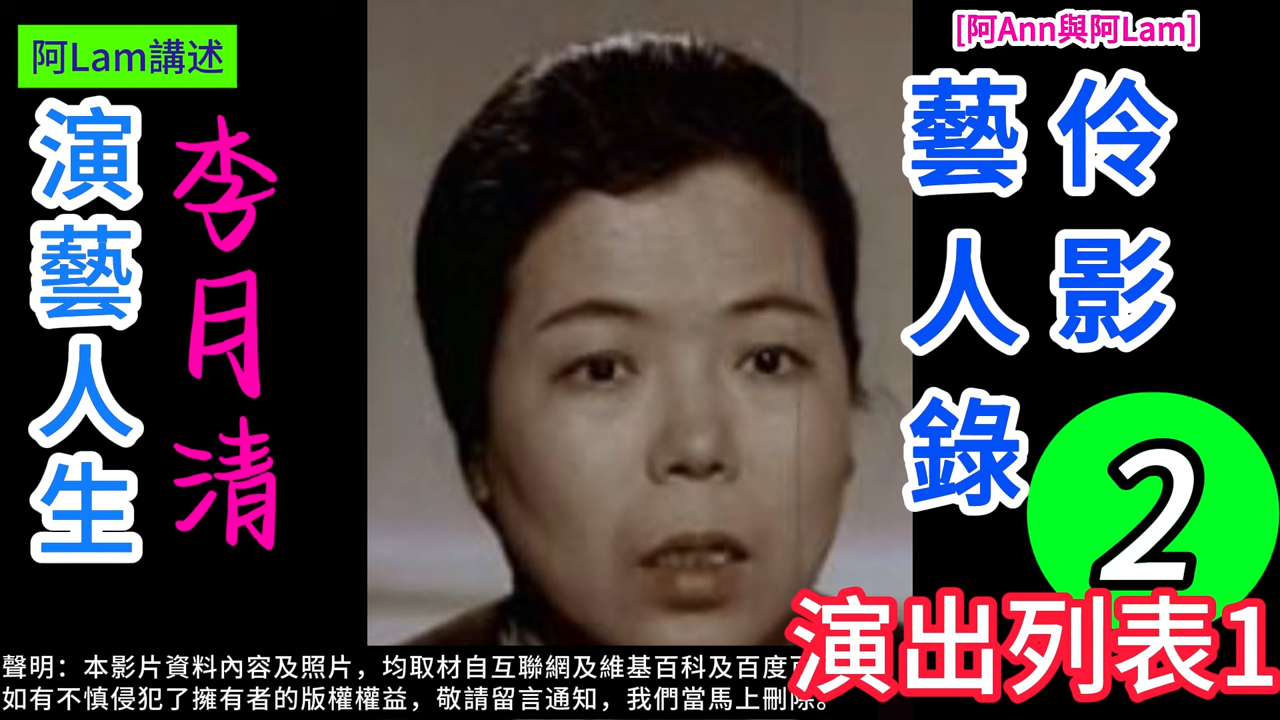 阿Lam講述
演藝人生
李月清
[阿Ann與阿Lam]
伶影
藝人錄
2
演出列表1
聲明：本影片資料內容及照片，均取材自互聯網及維基百科及百度百
如有不慎侵犯了擁有者的版權權益，敬請留言通知，我們當馬上刪除。